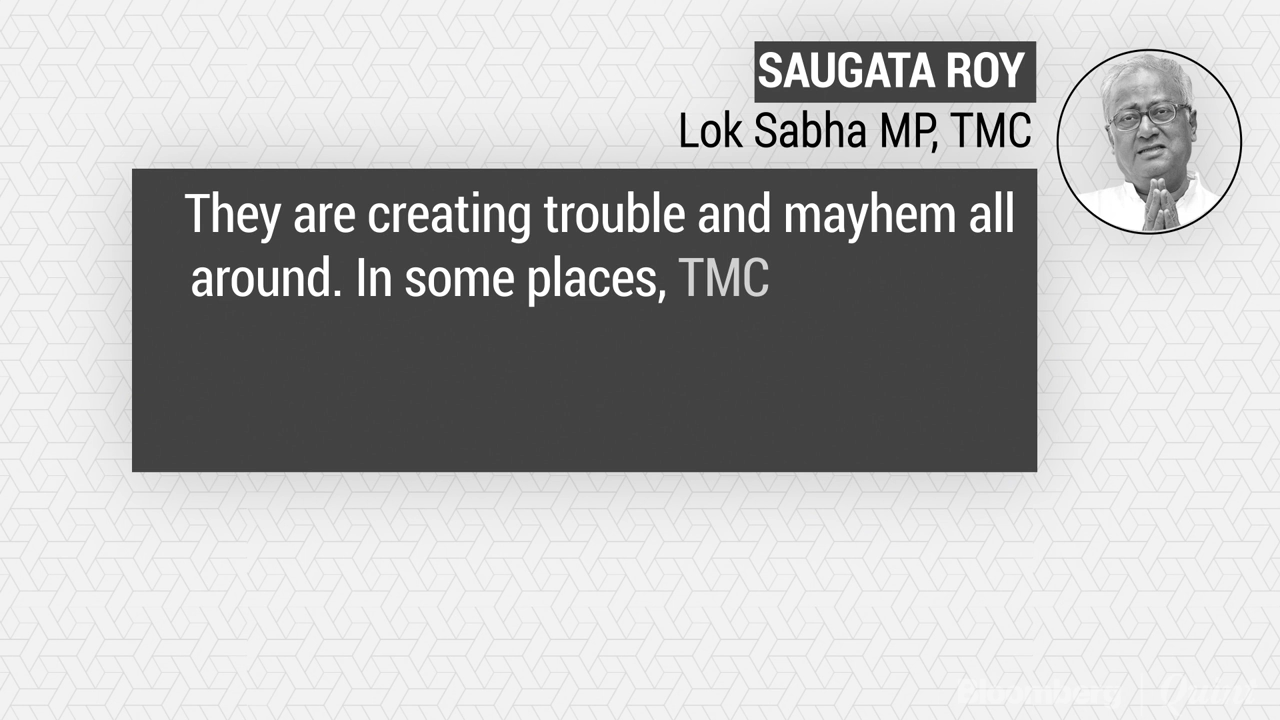 SAUGATA ROY
Lok Sabha MP, TMC
They are creating trouble and mayhem all
around. In some places, TMC